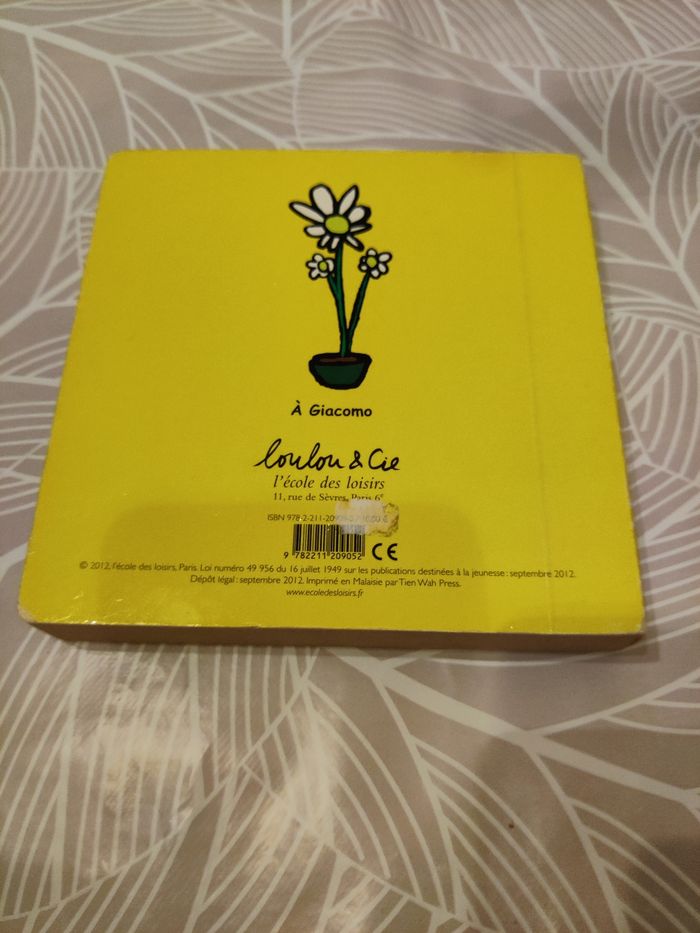 À Giacomo
loulou & Cie
l'école des loisirs
11, rue de Sèvres, Paris 6e
ISBN 978-2-211-20
9 782211 209052 CE
© 2012, l'école des loisirs, Paris. Loi numéro 49 956 du 16 juillet 1949 sur les publications destinées à la jeunesse : septembre 2012.
Dépôt légal : septembre 2012. Imprimé en Malaisie par Tien Wah Press.
www.ecoledesloisirs.fr